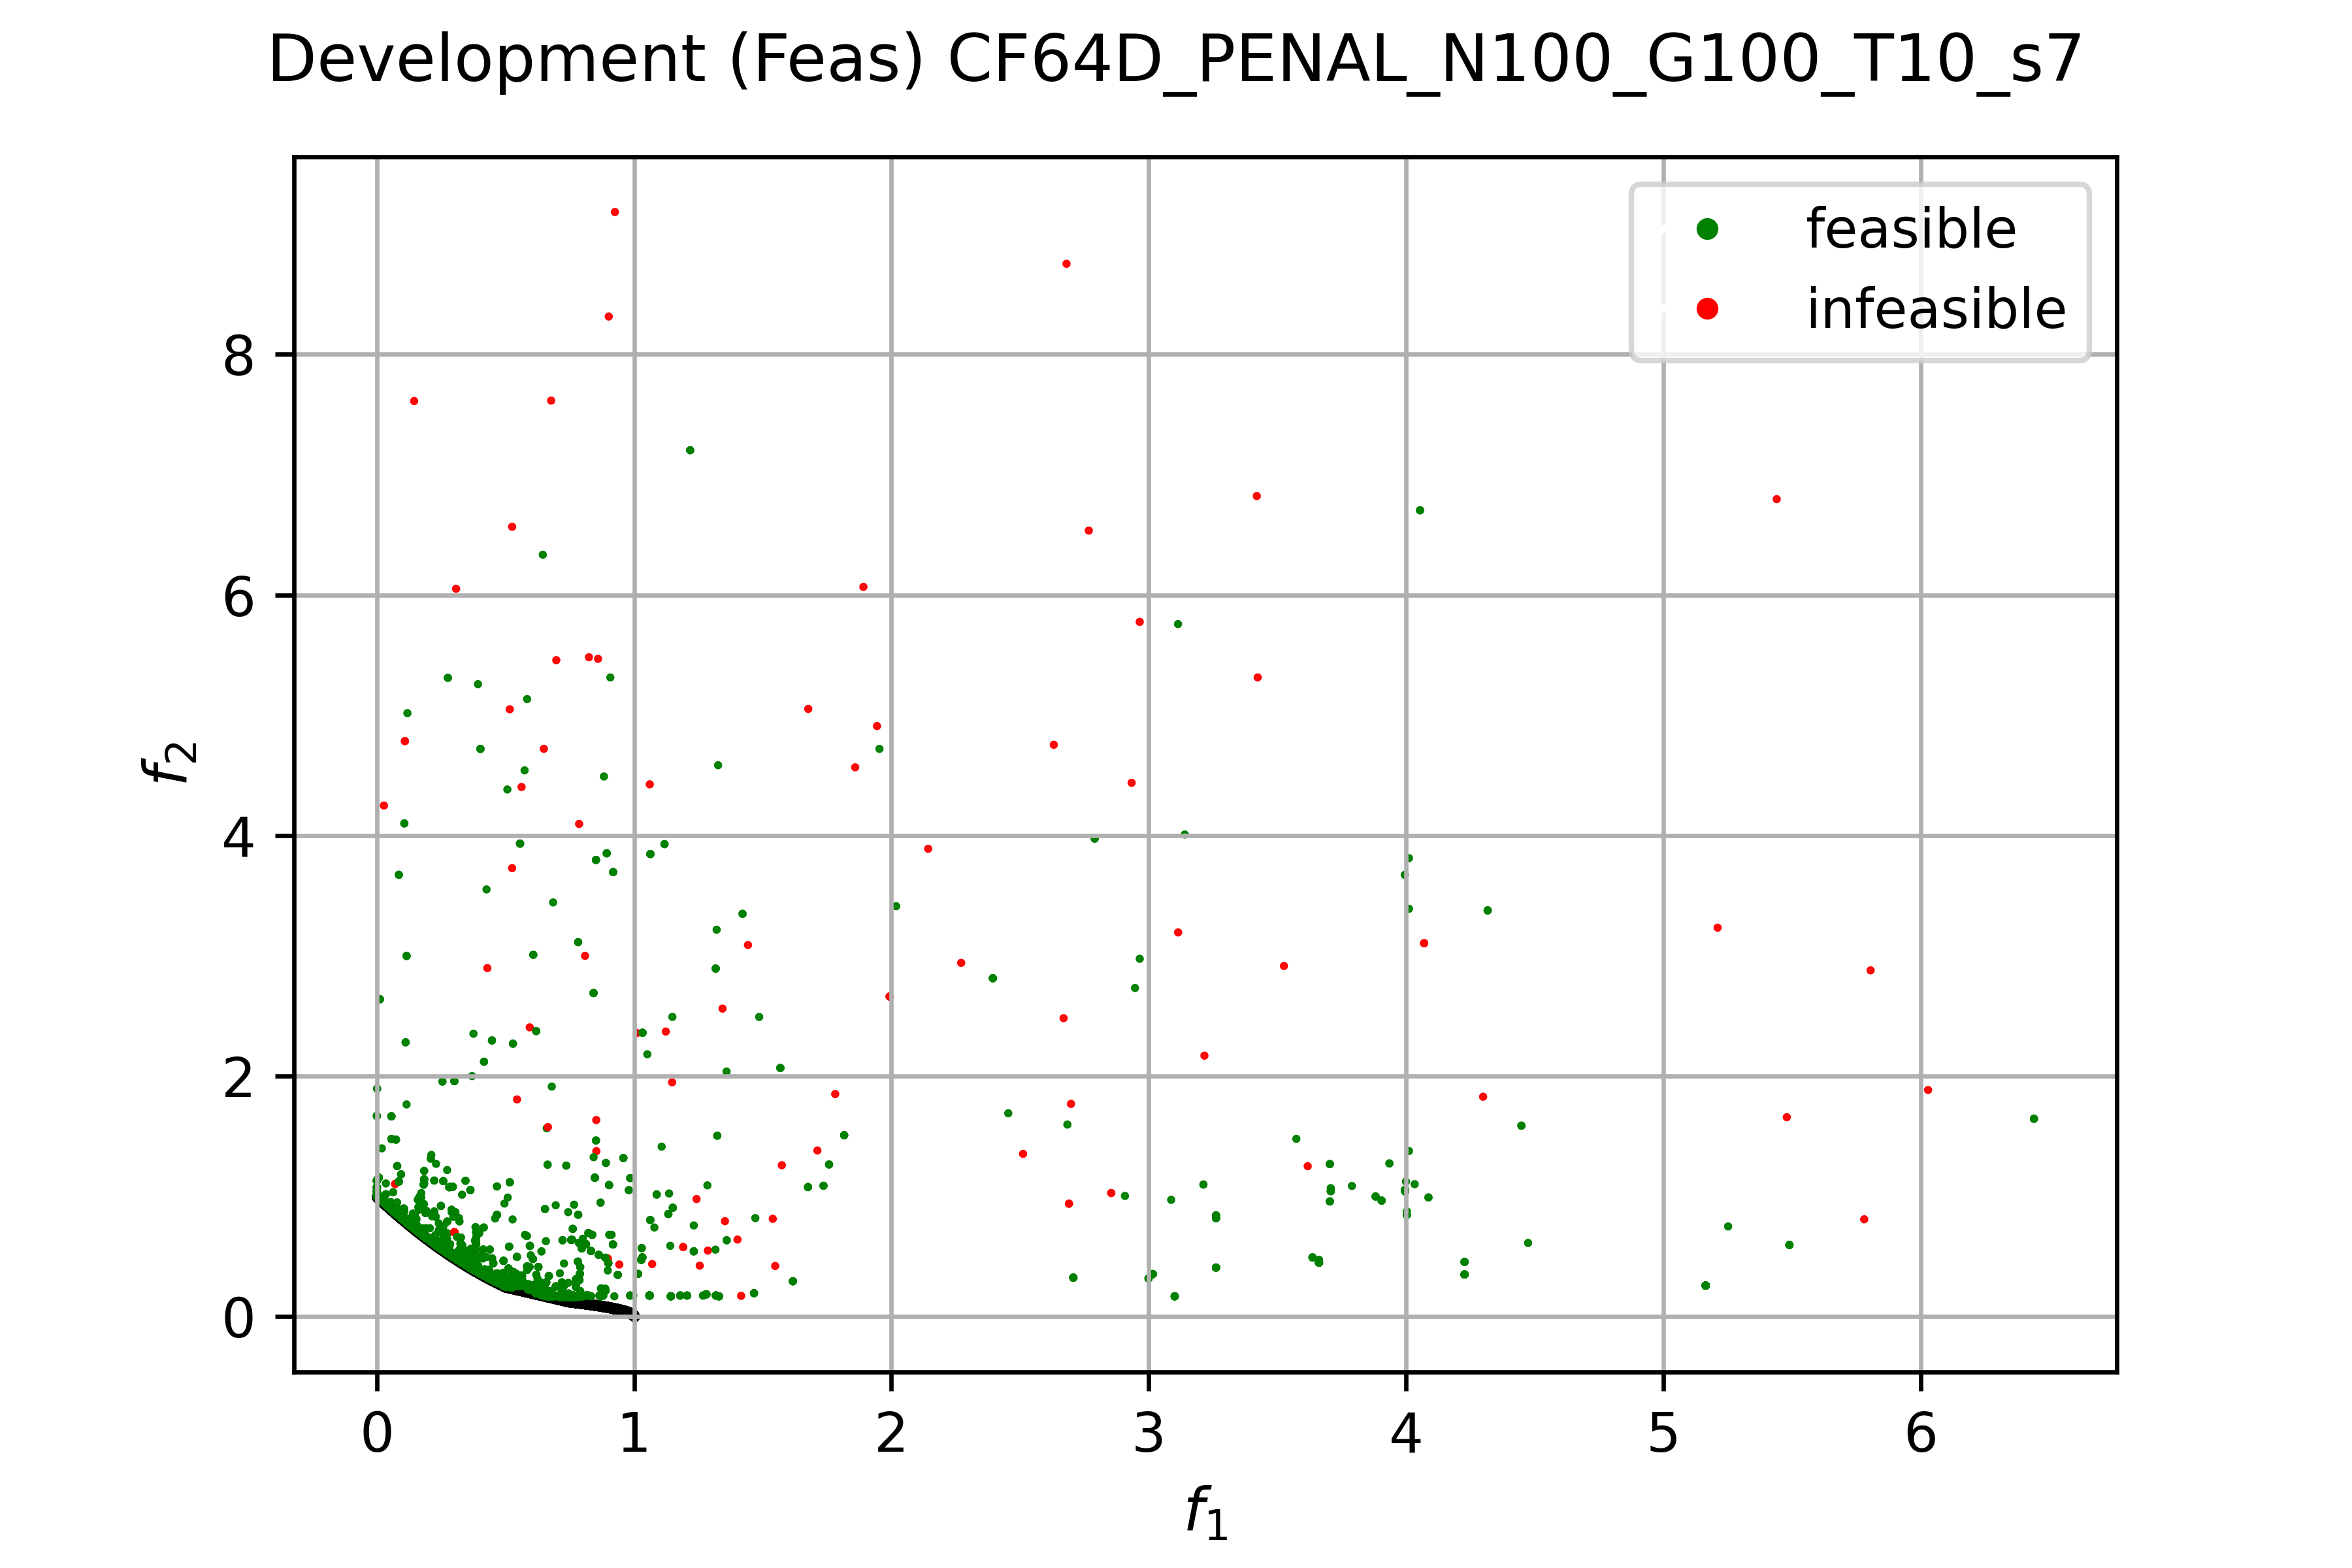 Development (Feas) CF64D_PENAL_N100_G100_T10_s7
feasible
infeasible
8
6
4
2
0
f2
0 1 2 3 4 5 6
f1